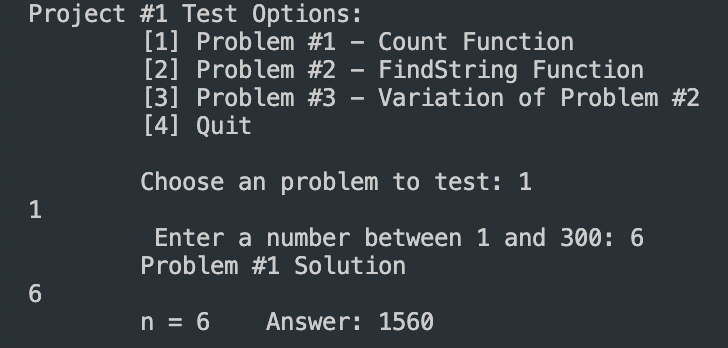 Project #1 Test Options:
[1] Problem #1 – Count Function
[2] Problem #2 – FindString Function
[3] Problem #3 – Variation of Problem #2
[4] Quit
Choose an problem to test: 1
1
Enter a number between 1 and 300: 6
Problem #1 Solution
6
n = 6    Answer: 1560